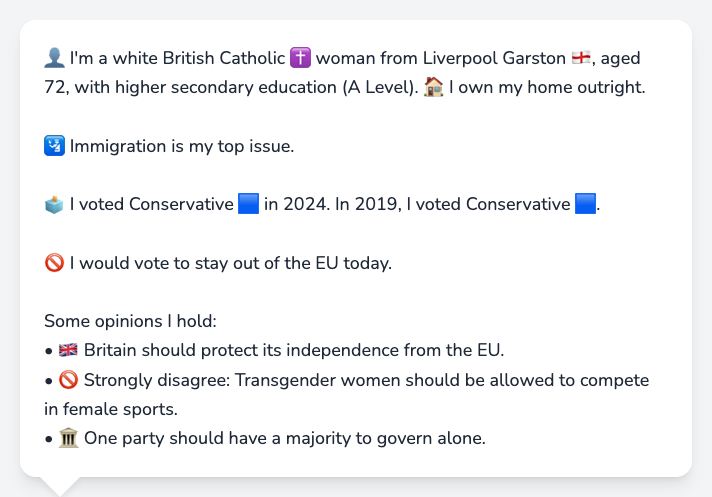 👤 I'm a white British Catholic ✝️ woman from Liverpool Garston 🏴󠁧󠁢󠁥󠁮󠁧󠁿, aged
72, with higher secondary education (A Level). 🏠 I own my home outright.
🛂 Immigration is my top issue.
🗳️ I voted Conservative 🟦 in 2024. In 2019, I voted Conservative 🟦.
🚫 I would vote to stay out of the EU today.
Some opinions I hold:
• 🇬🇧 Britain should protect its independence from the EU.
• 🚫 Strongly disagree: Transgender women should be allowed to compete
in female sports.
• 🏛️ One party should have a majority to govern alone.